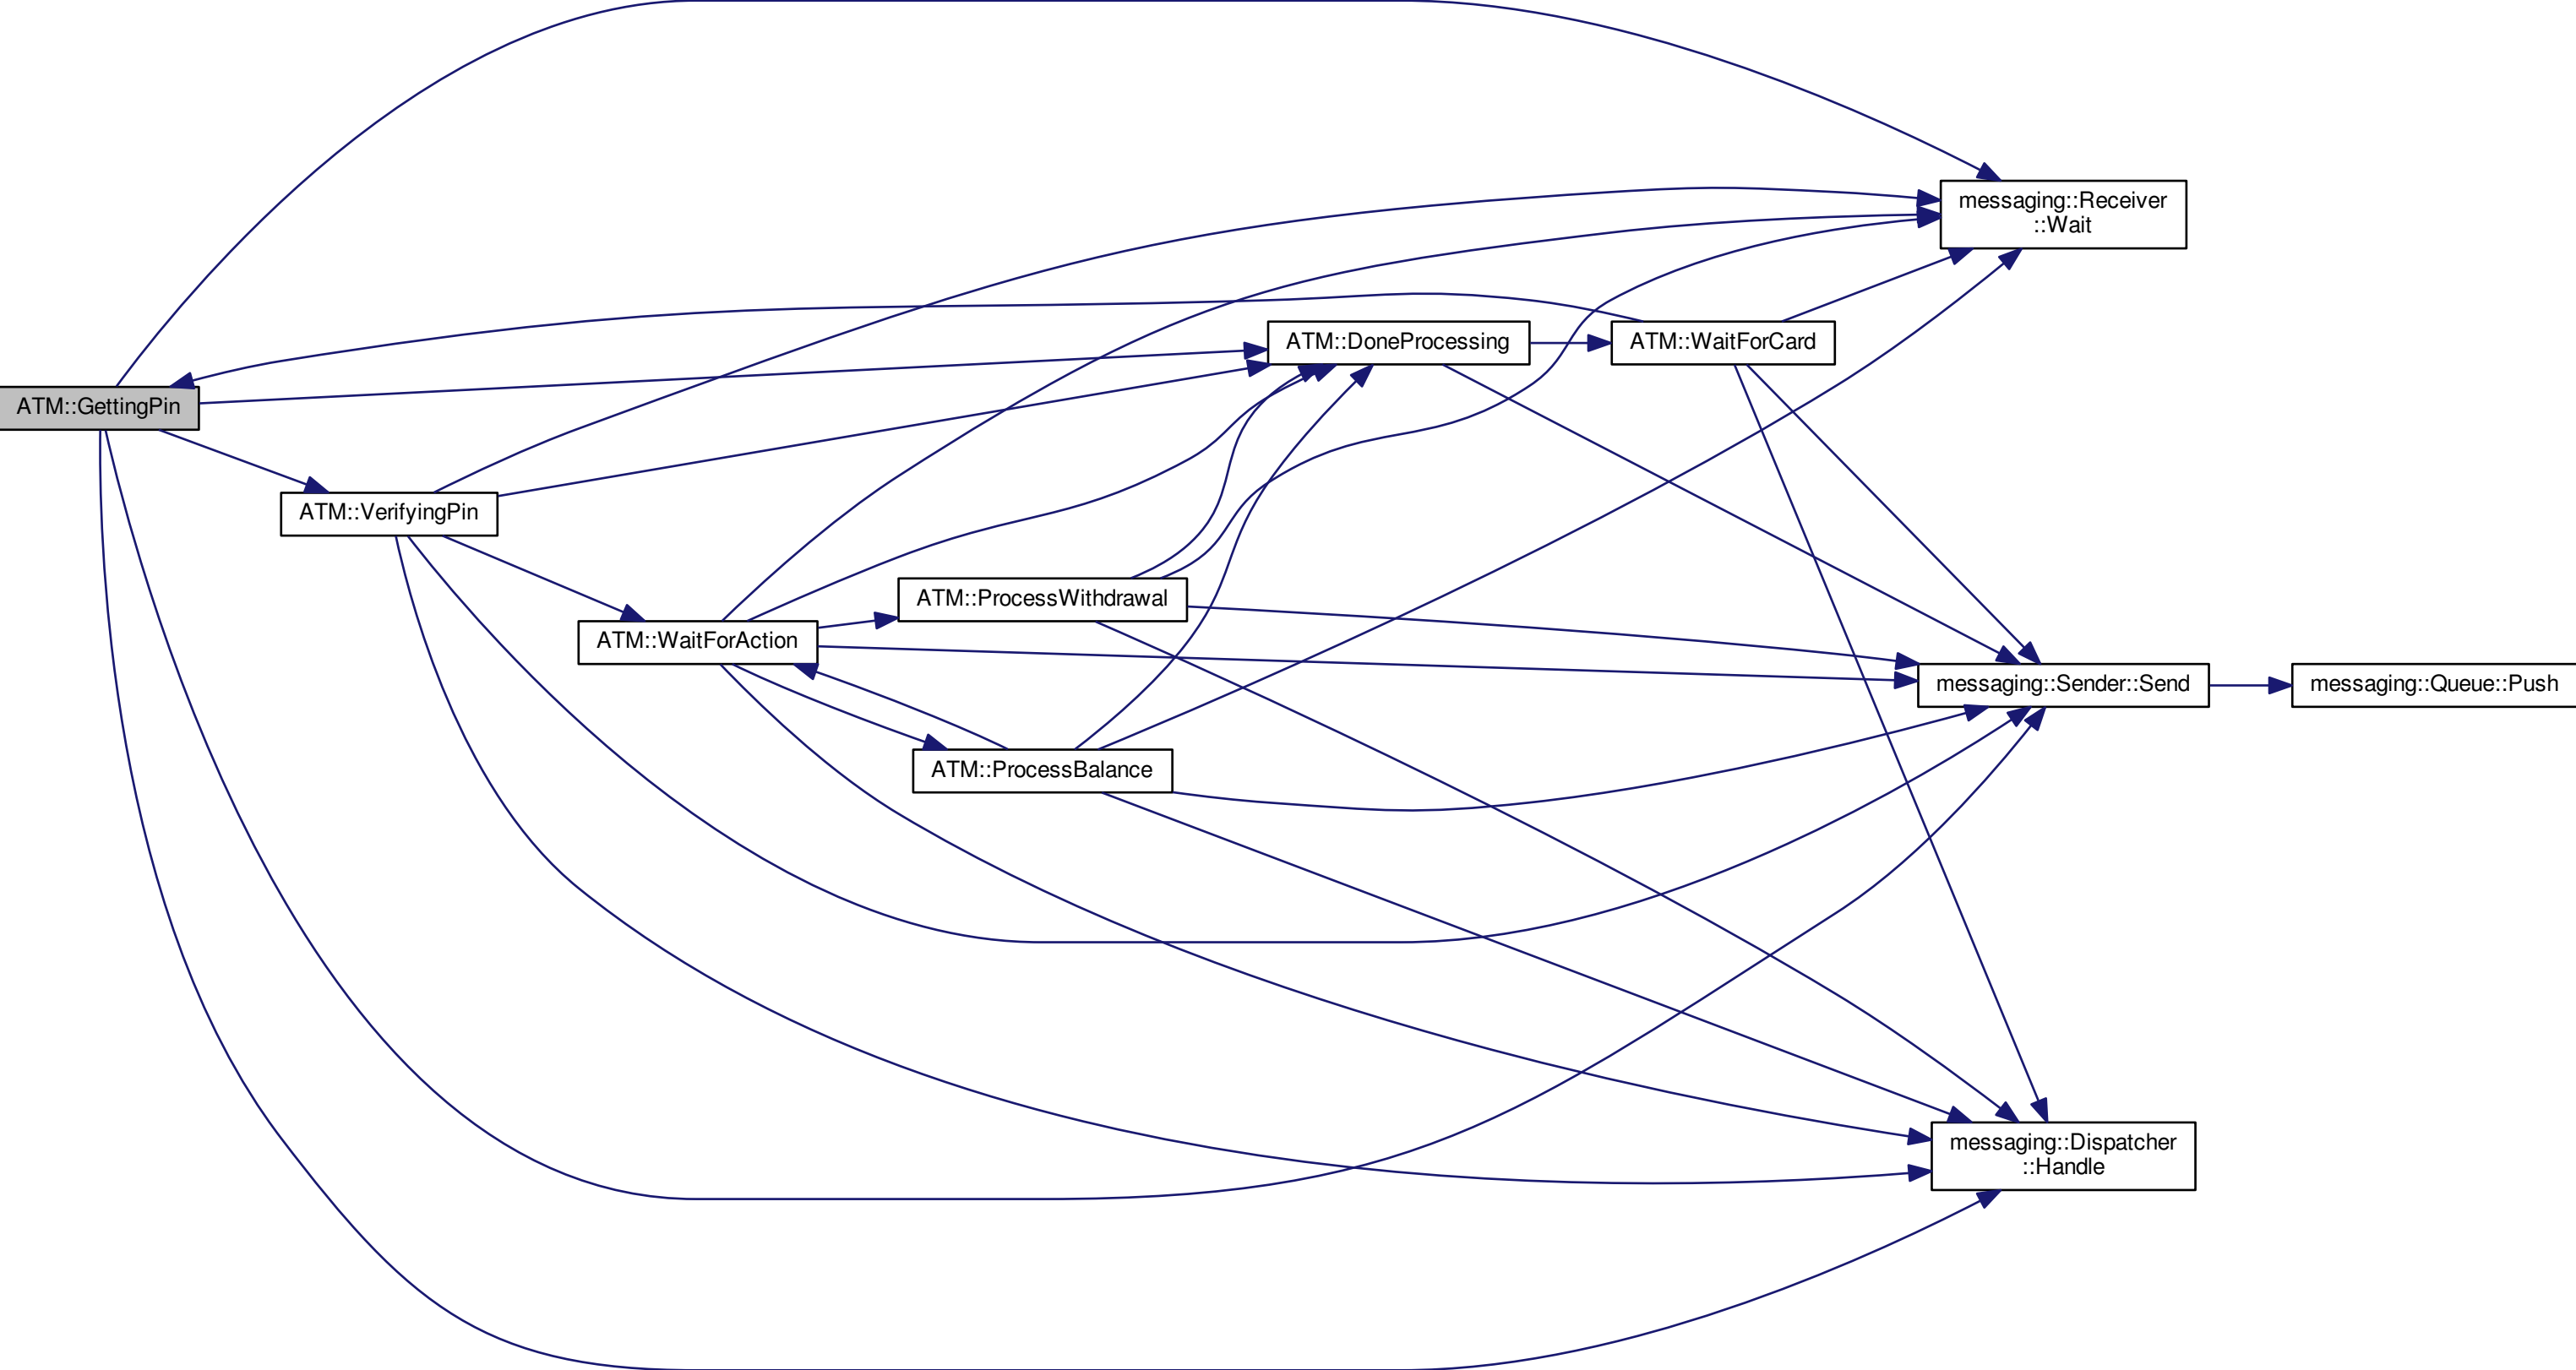 messaging::Receiver
::Wait
ATM::DoneProcessing
ATM::WaitForCard
ATM::GettingPin
ATM::VerifyingPin
ATM::ProcessWithdrawal
ATM::WaitForAction
messaging::Sender::Send
messaging::Queue::Push
ATM::ProcessBalance
messaging::Dispatcher
::Handle